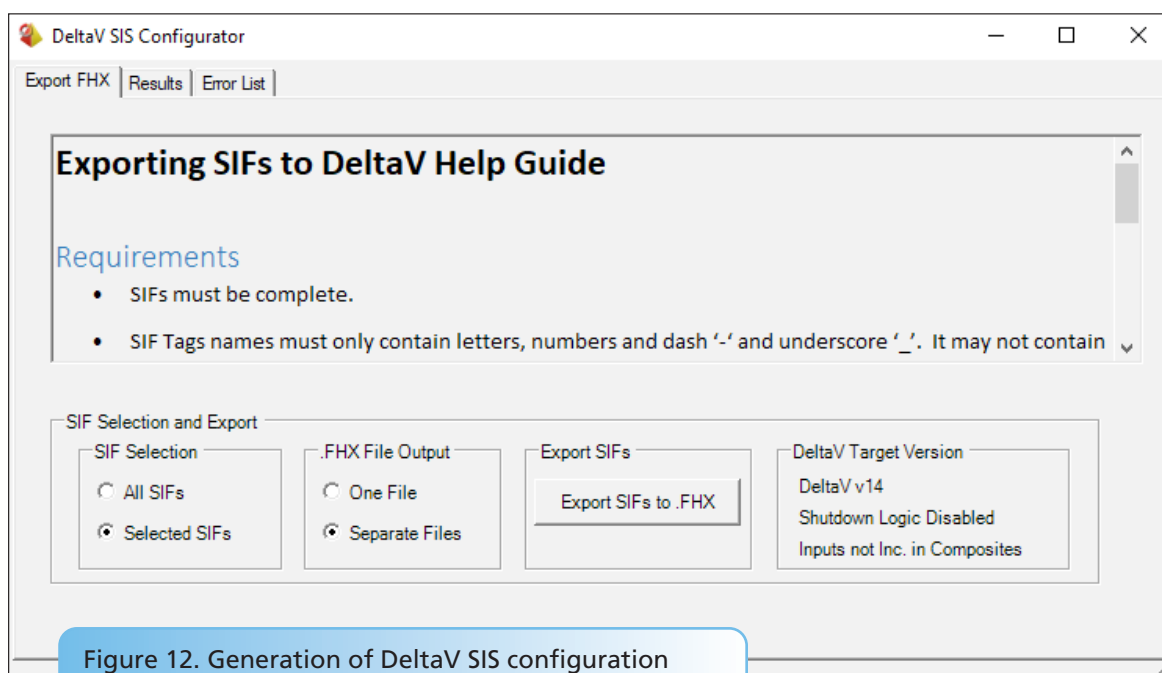 DeltaV SIS Configurator
Export FHX Results Error List
Exporting SIFs to DeltaV Help Guide
Requirements
• SIFs must be complete.
• SIF Tags names must only contain letters, numbers and dash ‘-‘ and underscore ‘_’. It may not contain
SIF Selection and Export
SIF Selection
All SIFs
Selected SIFs
.FHX File Output
One File
Separate Files
Export SIFs
Export SIFs to .FHX
DeltaV Target Version
DeltaV v14
Shutdown Logic Disabled
Inputs not Inc. in Composites
Figure 12. Generation of DeltaV SIS configuration